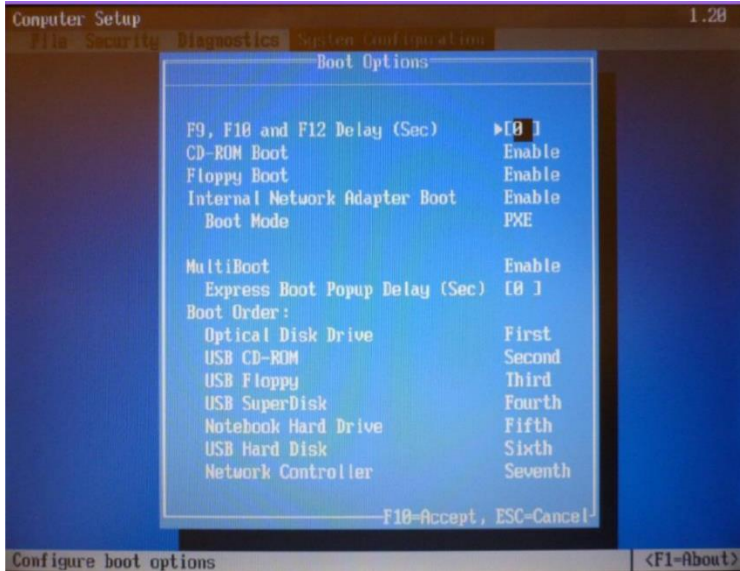 Computer Setup 1.20
File Security Diagnostics System Configuration
Boot Options
F9, F10 and F12 Delay (Sec) ▶[0 ]
CD-ROM Boot Enable
Floppy Boot Enable
Internal Network Adapter Boot Enable
Boot Mode PXE
MultiBoot Enable
Express Boot Popup Delay (Sec) [0 ]
Boot Order:
Optical Disk Drive First
USB CD-ROM Second
USB Floppy Third
USB SuperDisk Fourth
Notebook Hard Drive Fifth
USB Hard Disk Sixth
Network Controller Seventh
F10=Accept, ESC=Cancel
Configure boot options <F1=About>